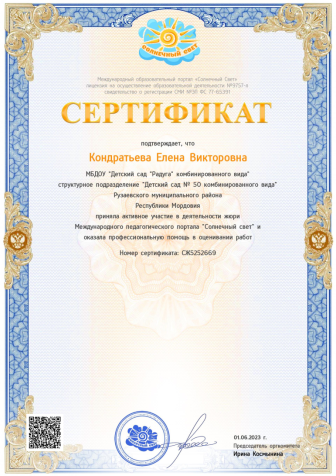 СОЛНЕЧНЫЙ СВЕТ
Международный образовательный портал «Солнечный Свет»
лицензия на осуществление образовательной деятельности №9757-л
свидетельство о регистрации СМИ №ЭЛ ФС 77-65391
СЕРТИФИКАТ
подтверждает, что
Кондратьева Елена Викторовна
МБДОУ "Детский сад "Радуга" комбинированного вида"
структурное подразделение "Детский сад № 50 комбинированного вида"
Рузаевского муниципального района
Республики Мордовия
приняла активное участие в деятельности жюри
Международного педагогического портала "Солнечный свет" и
оказала профессиональную помощь в оценивании работ
Номер сертификата: СЖ5252669
01.06.2023 г.
Председатель оргкомитета
Ирина Космынина